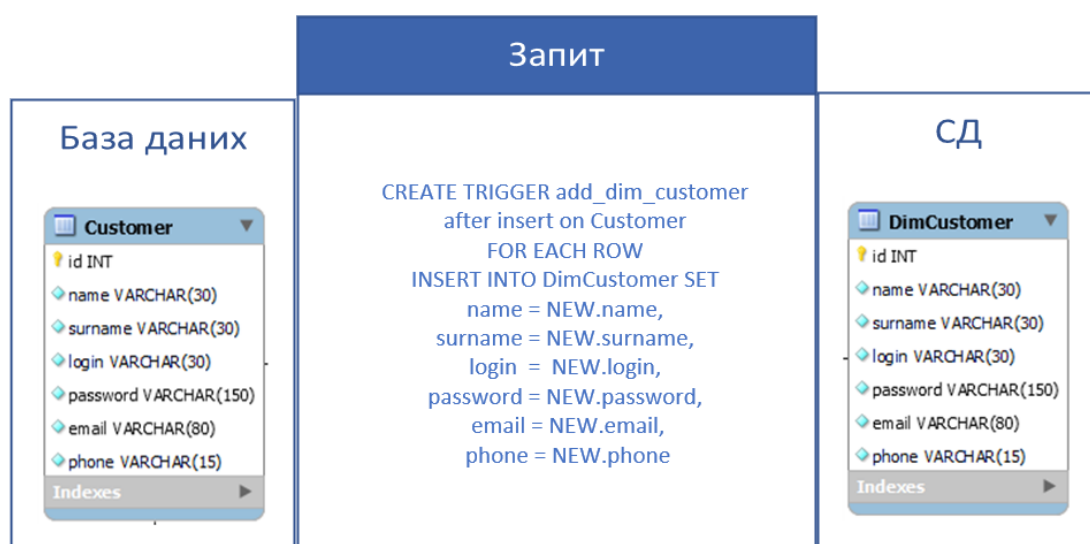 Запит
База даних
Customer
id INT
name VARCHAR(30)
surname VARCHAR(30)
login VARCHAR(30)
password VARCHAR(150)
email VARCHAR(80)
phone VARCHAR(15)
Indexes
CREATE TRIGGER add_dim_customer
after insert on Customer
FOR EACH ROW
INSERT INTO DimCustomer SET
name = NEW.name,
surname = NEW.surname,
login = NEW.login,
password = NEW.password,
email = NEW.email,
phone = NEW.phone
СД
DimCustomer
id INT
name VARCHAR(30)
surname VARCHAR(30)
login VARCHAR(30)
password VARCHAR(150)
email VARCHAR(80)
phone VARCHAR(15)
Indexes